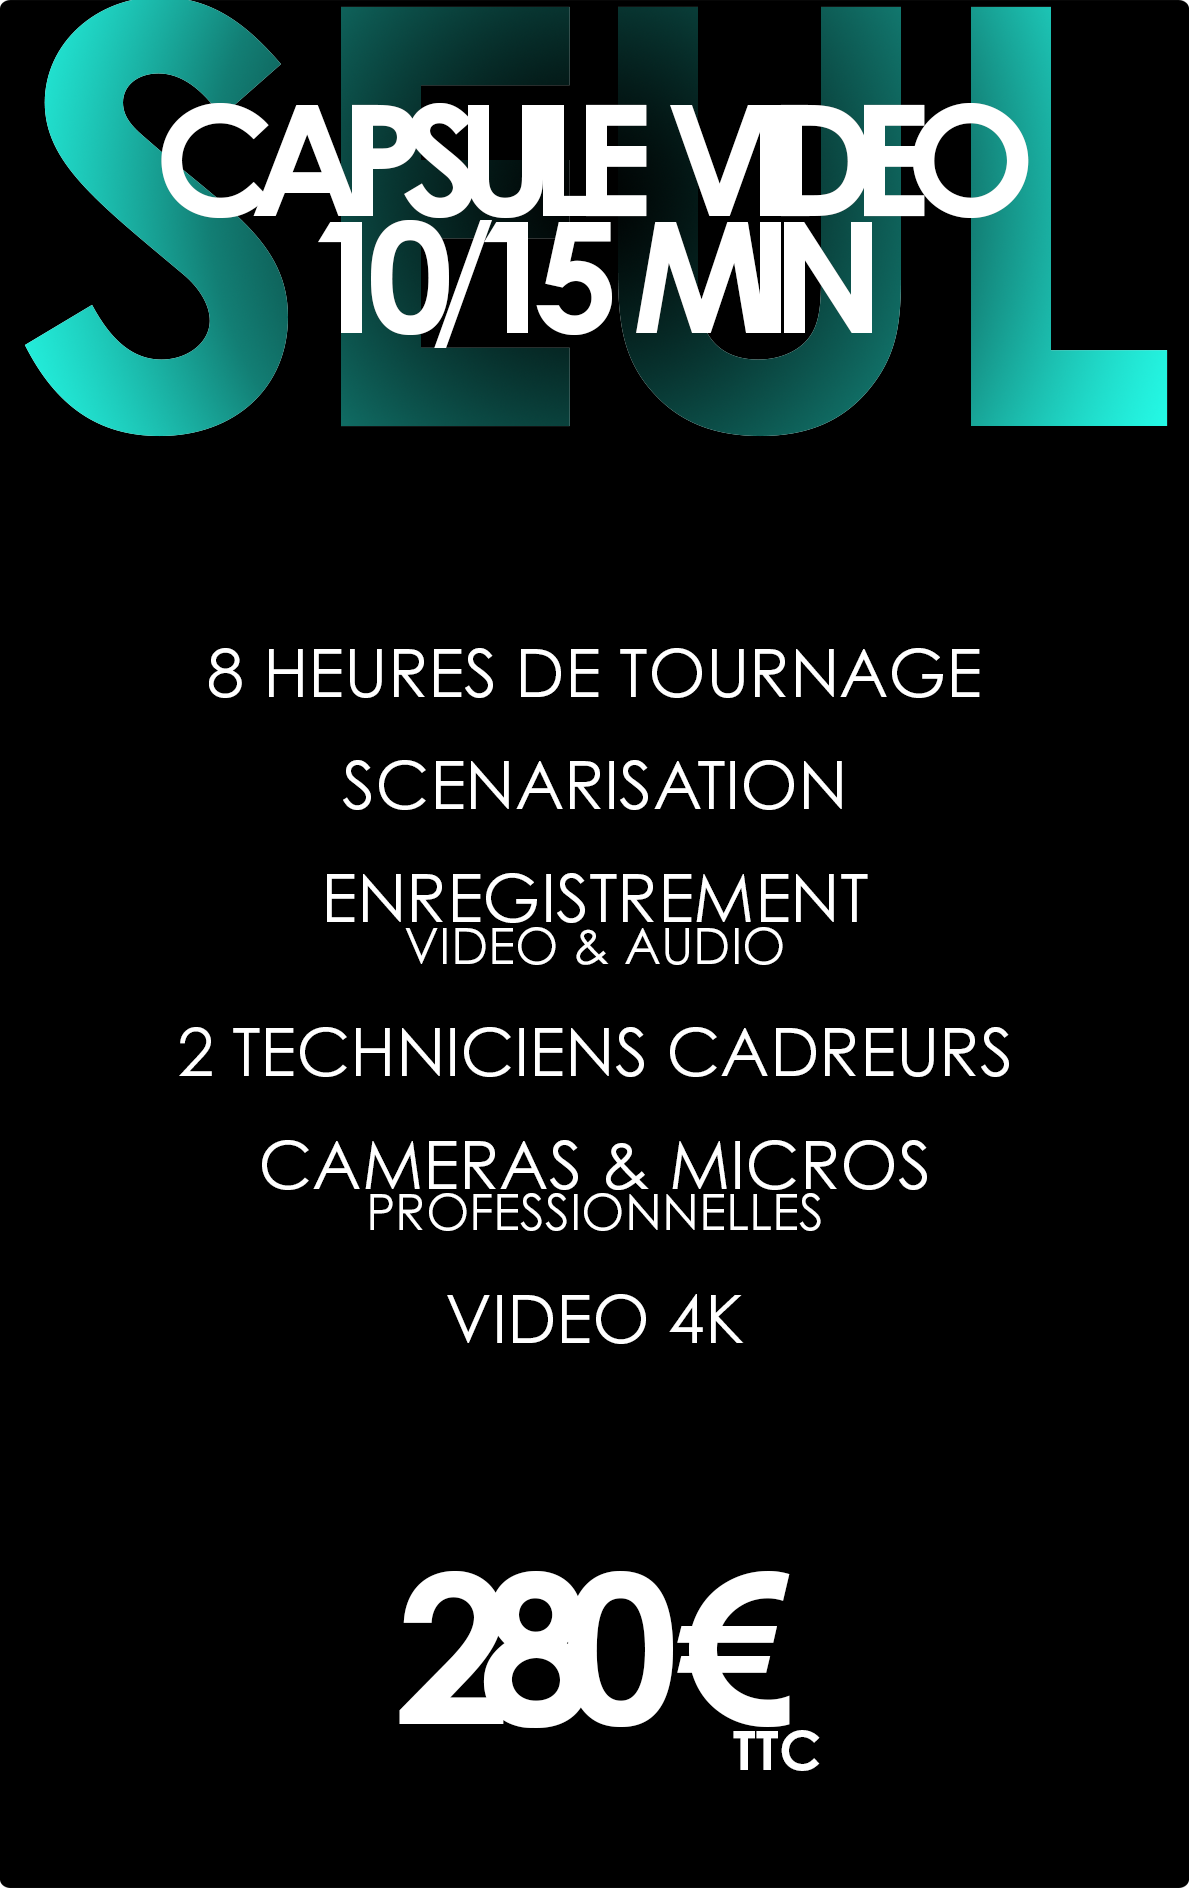 SEUL
CAPSULE VIDEO
10/15 MIN
8 HEURES DE TOURNAGE
SCENARISATION
ENREGISTREMENT
VIDEO & AUDIO
2 TECHNICIENS CADREURS
CAMERAS & MICROS
PROFESSIONNELLES
VIDEO 4K
280€
TTC